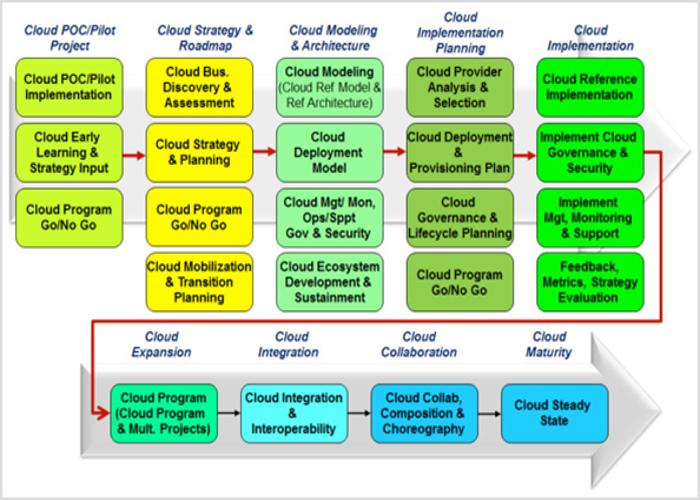 Cloud POC/Pilot
Project
Cloud Strategy &
Roadmap
Cloud Modeling
& Architecture
Cloud
Implementation
Planning
Cloud
Implementation
Cloud POC/Pilot
Implementation
Cloud Early
Learning &
Strategy Input
Cloud Program
Go/No Go
Cloud Bus.
Discovery &
Assessment
Cloud Strategy
& Planning
Cloud Program
Go/No Go
Cloud Mobilization
& Transition
Planning
Cloud Modeling
(Cloud Ref Model &
Ref Architecture)
Cloud
Deployment
Model
Cloud Mgt/ Mon,
Ops/Sppt
Gov & Security
Cloud Ecosystem
Development &
Sustainment
Cloud Provider
Analysis &
Selection
Cloud Deployment
&
Provisioning Plan
Cloud
Governance &
Lifecycle Planning
Cloud Program
Go/No Go
Cloud Reference
Implementation
Implement Cloud
Governance &
Security
Implement
Mgt, Monitoring
& Support
Feedback,
Metrics, Strategy
Evaluation
Cloud
Expansion
Cloud
Integration
Cloud
Collaboration
Cloud
Maturity
Cloud Program
(Cloud Program
& Mult. Projects)
Cloud Integration
&
Interoperability
Cloud Collab,
Composition &
Choreography
Cloud Steady
State